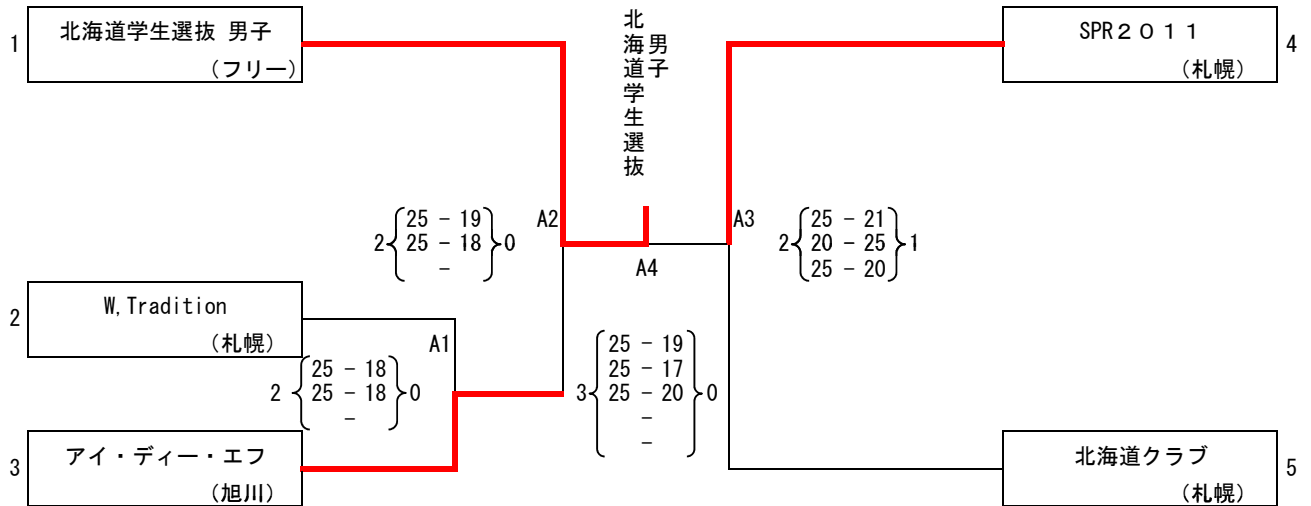 1
北海道学生選抜 男子
(フリー)
北海道学生選抜
男子
SPR2011
(札幌)
4
2
25 - 19
25 - 18
-
0
A2
A4
A3
2
25 - 21
20 - 25
25 - 20
1
2
W,Tradition
(札幌)
A1
2
25 - 18
25 - 18
-
0
3
25 - 19
25 - 17
25 - 20
-
-
0
3
アイ・ディー・エフ
(旭川)
北海道クラブ
(札幌)
5